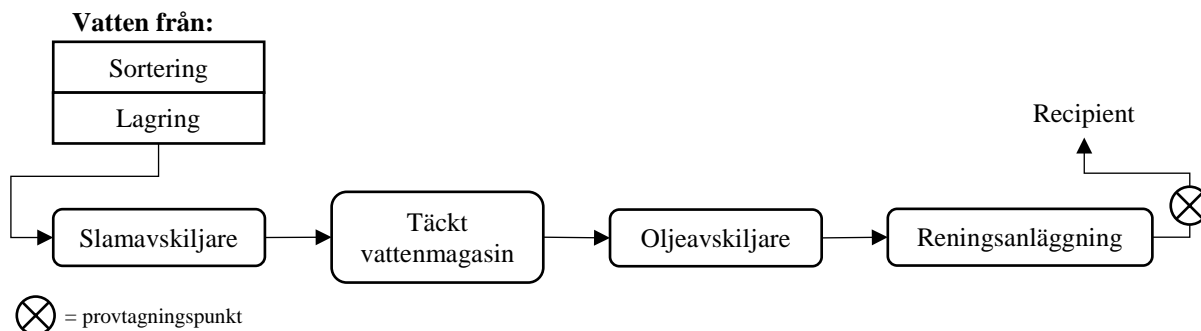 Vatten från:
Sortering
Lagring
Recipient
Slamavskiljare
Täckt
vattenmagasin
Oljeavskiljare
Reningsanläggning
= provtagningspunkt